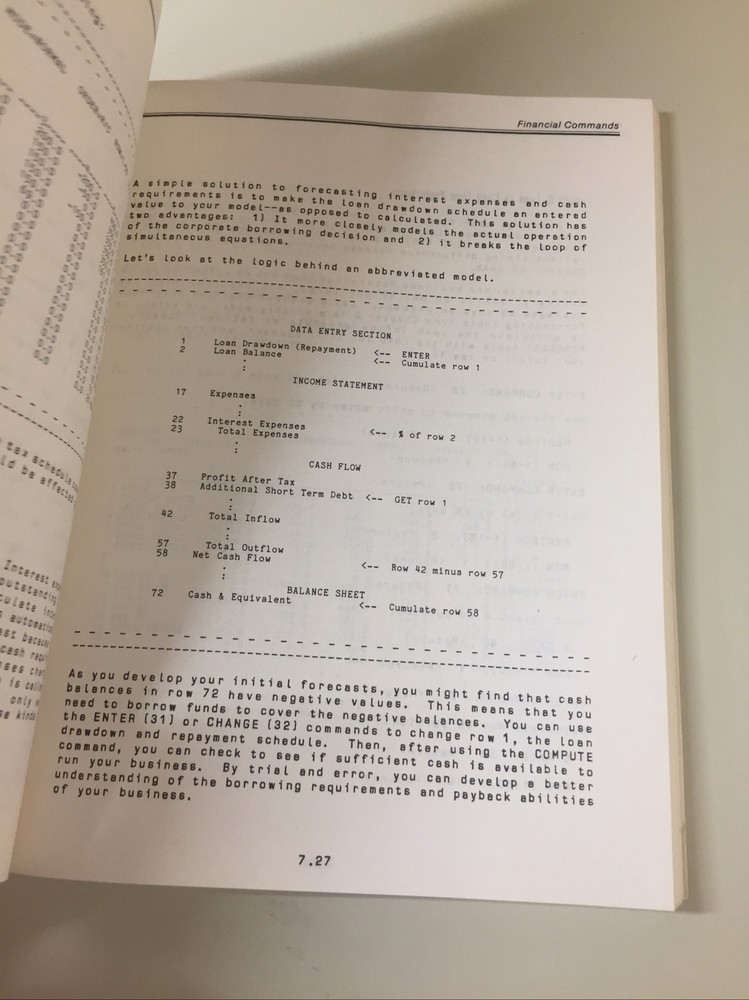 Financial Commands
A simple solution to forecasting interest expenses and cash
requirements is to make the loan drawdown schedule an entered
value to your model--as opposed to calculated. This solution has
two advantages: 1) It more closely models the actual operation
of the corporate borrowing decision and 2) it breaks the loop of
simultaneous equations.
Let's look at the logic behind an abbreviated model.
DATA ENTRY SECTION
1 Loan Drawdown (Repayment) <-- ENTER
2 Loan Balance <-- Cumulate row 1
:
INCOME STATEMENT
17 Expenses
:
22 Interest Expenses <-- % of row 2
23 Total Expenses
:
CASH FLOW
37 Profit After Tax
38 Additional Short Term Debt <-- GET row 1
:
42 Total Inflow
:
57 Total Outflow
58 Net Cash Flow <-- Row 42 minus row 57
:
BALANCE SHEET
72 Cash & Equivalent <-- Cumulate row 58
As you develop your initial forecasts, you might find that cash
balances in row 72 have negative values. This means that you
need to borrow funds to cover the negative balances. You can use
the ENTER (31) or CHANGE (32) commands to change row 1, the loan
drawdown and repayment schedule. Then, after using the COMPUTE
command, you can check to see if sufficient cash is available to
run your business. By trial and error, you can develop a better
understanding of the borrowing requirements and payback abilities
of your business.
7.27
tax schedule
be affected
Interest
outstanding